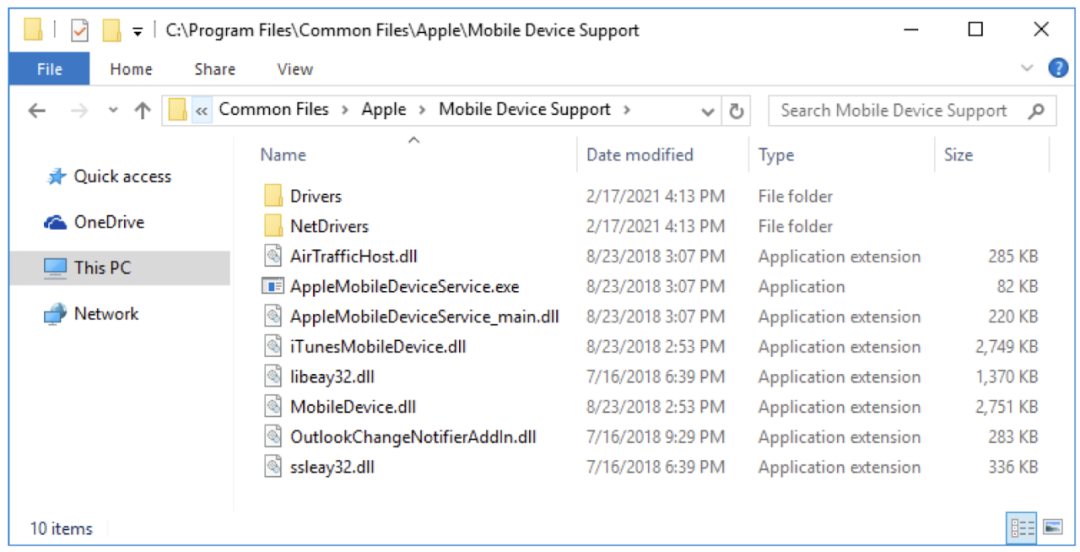 C:\Program Files\Common Files\Apple\Mobile Device Support
File Home Share View
« Common Files > Apple > Mobile Device Support > Search Mobile Device Support
Name Date modified Type Size
Quick access
OneDrive
This PC
Network
Drivers 2/17/2021 4:13 PM File folder
NetDrivers 2/17/2021 4:13 PM File folder
AirTrafficHost.dll 8/23/2018 3:07 PM Application extension 285 KB
AppleMobileDeviceService.exe 8/23/2018 3:07 PM Application 82 KB
AppleMobileDeviceService_main.dll 8/23/2018 3:07 PM Application extension 220 KB
iTunesMobileDevice.dll 8/23/2018 2:53 PM Application extension 2,749 KB
libeay32.dll 7/16/2018 6:39 PM Application extension 1,370 KB
MobileDevice.dll 8/23/2018 2:53 PM Application extension 2,751 KB
OutlookChangeNotifierAddIn.dll 7/16/2018 9:29 PM Application extension 283 KB
ssleay32.dll 7/16/2018 6:39 PM Application extension 336 KB
10 items